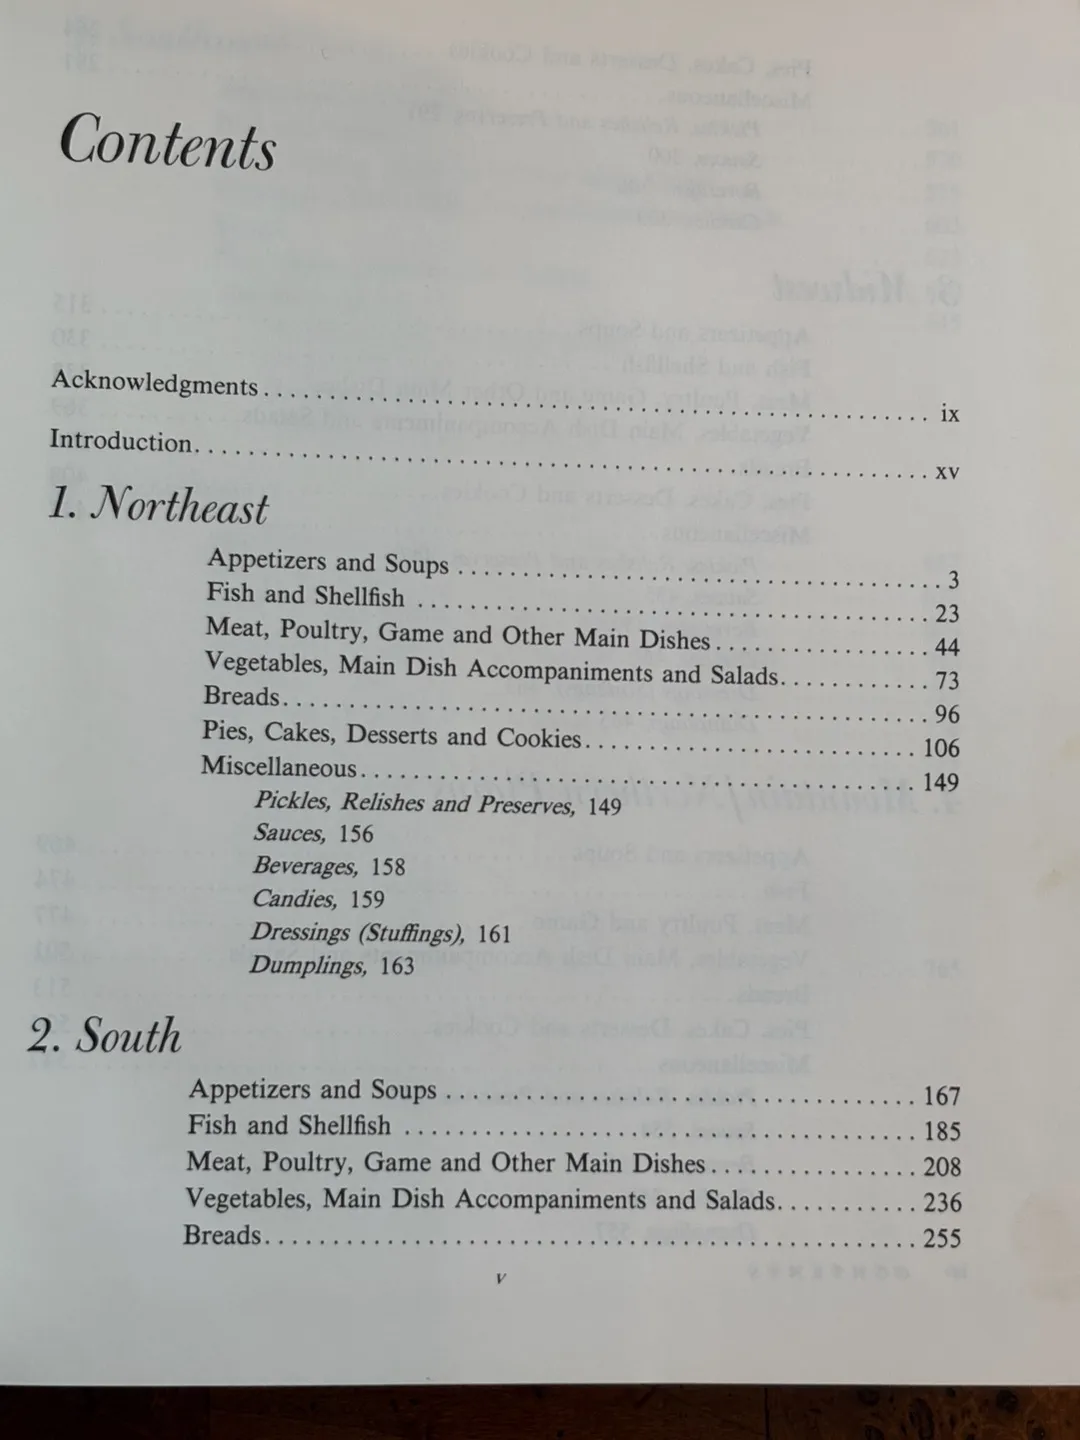 Contents
Acknowledgments . . . . . . . . . . . . . . . . . . . . . . . . . . . . . . . . . . . . . . . . . . . . . . . . . . ix
Introduction. . . . . . . . . . . . . . . . . . . . . . . . . . . . . . . . . . . . . . . . . . . . . . . . . . . . . . . xv
1. Northeast
Appetizers and Soups . . . . . . . . . . . . . . . . . . . . . . . . . . . . . . . . . . . . 3
Fish and Shellfish . . . . . . . . . . . . . . . . . . . . . . . . . . . . . . . . . . . . . . 23
Meat, Poultry, Game and Other Main Dishes . . . . . . . . . . . . . . . . 44
Vegetables, Main Dish Accompaniments and Salads. . . . . . . . . . . 73
Breads. . . . . . . . . . . . . . . . . . . . . . . . . . . . . . . . . . . . . . . . . . . . . . . . 96
Pies, Cakes, Desserts and Cookies. . . . . . . . . . . . . . . . . . . . . . . . . 106
Miscellaneous. . . . . . . . . . . . . . . . . . . . . . . . . . . . . . . . . . . . . . . . . 149
Pickles, Relishes and Preserves, 149
Sauces, 156
Beverages, 158
Candies, 159
Dressings (Stuffings), 161
Dumplings, 163
2. South
Appetizers and Soups . . . . . . . . . . . . . . . . . . . . . . . . . . . . . . . . . . . 167
Fish and Shellfish . . . . . . . . . . . . . . . . . . . . . . . . . . . . . . . . . . . . . . 185
Meat, Poultry, Game and Other Main Dishes . . . . . . . . . . . . . . . . 208
Vegetables, Main Dish Accompaniments and Salads. . . . . . . . . . . 236
Breads. . . . . . . . . . . . . . . . . . . . . . . . . . . . . . . . . . . . . . . . . . . . . . . . 255
v